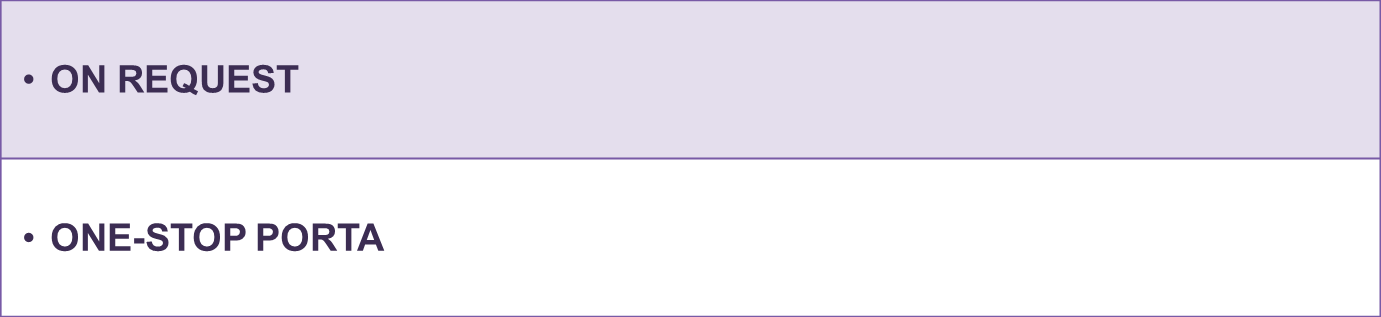 • ON REQUEST
• ONE-STOP PORTA